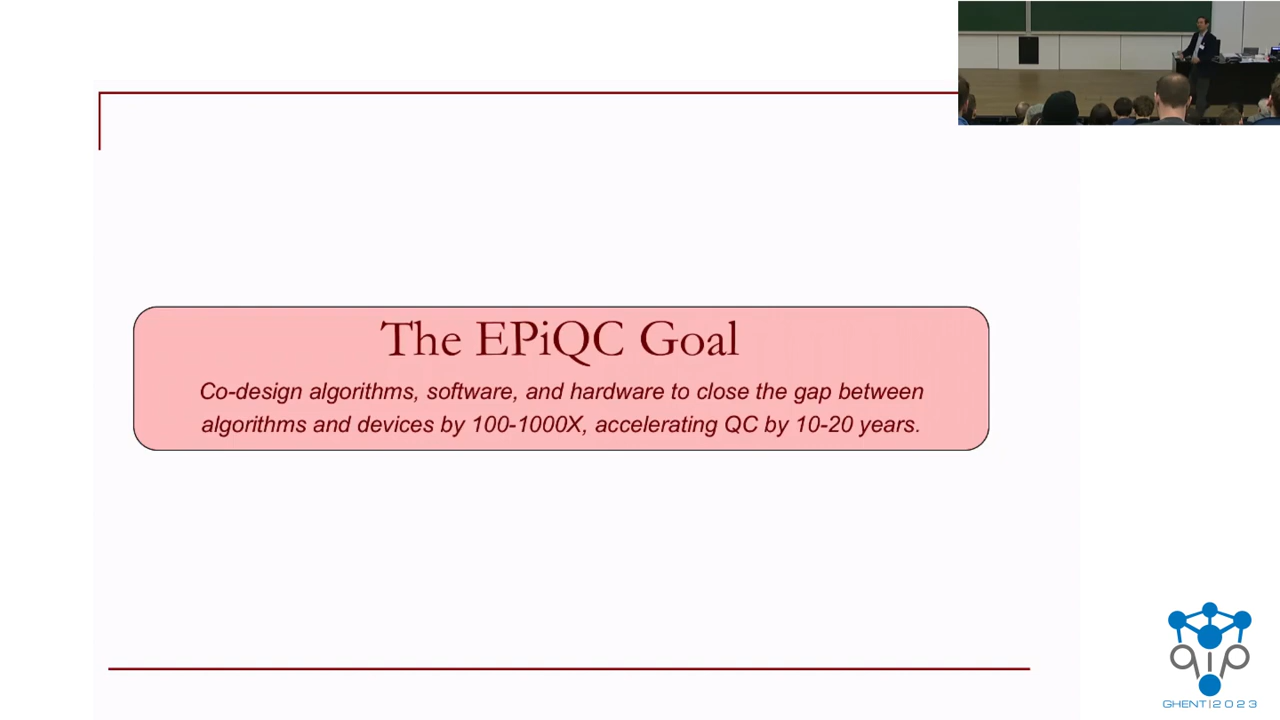 The EPiQC Goal
Co-design algorithms, software, and hardware to close the gap between
algorithms and devices by 100-1000X, accelerating QC by 10-20 years.
qip
GHENT|2023